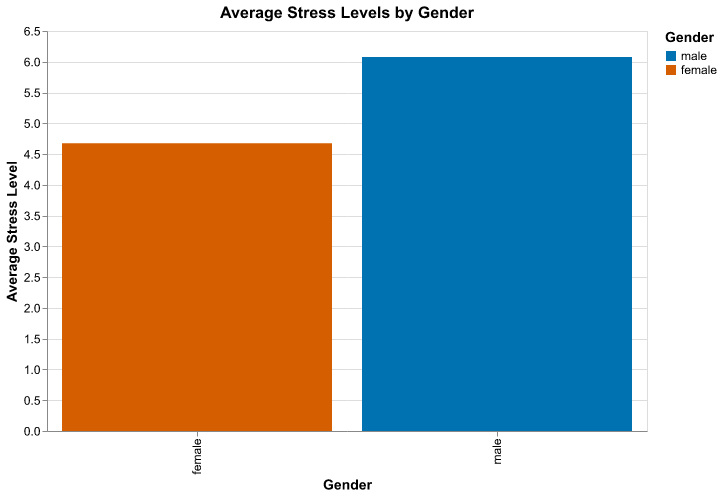 Average Stress Levels by Gender
Gender
male
female
Average Stress Level
6.5
6.0
5.5
5.0
4.5
4.0
3.5
3.0
2.5
2.0
1.5
1.0
0.5
0.0
female
male
Gender